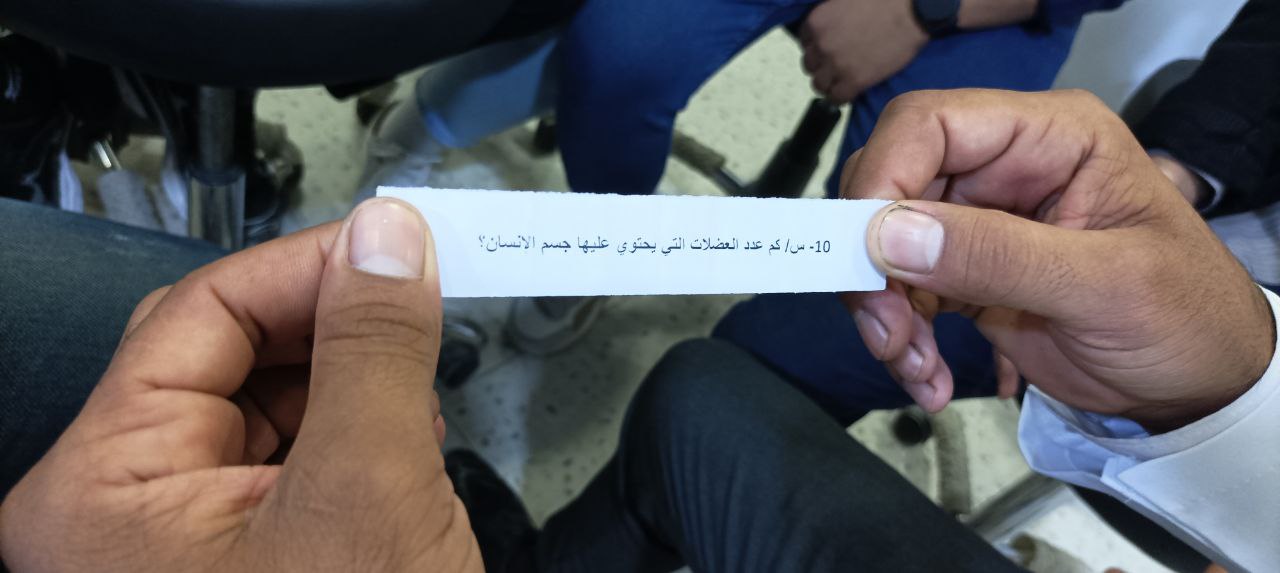 10- س/ كم عدد العضلات التي يحتوي عليها جسم الانسان؟